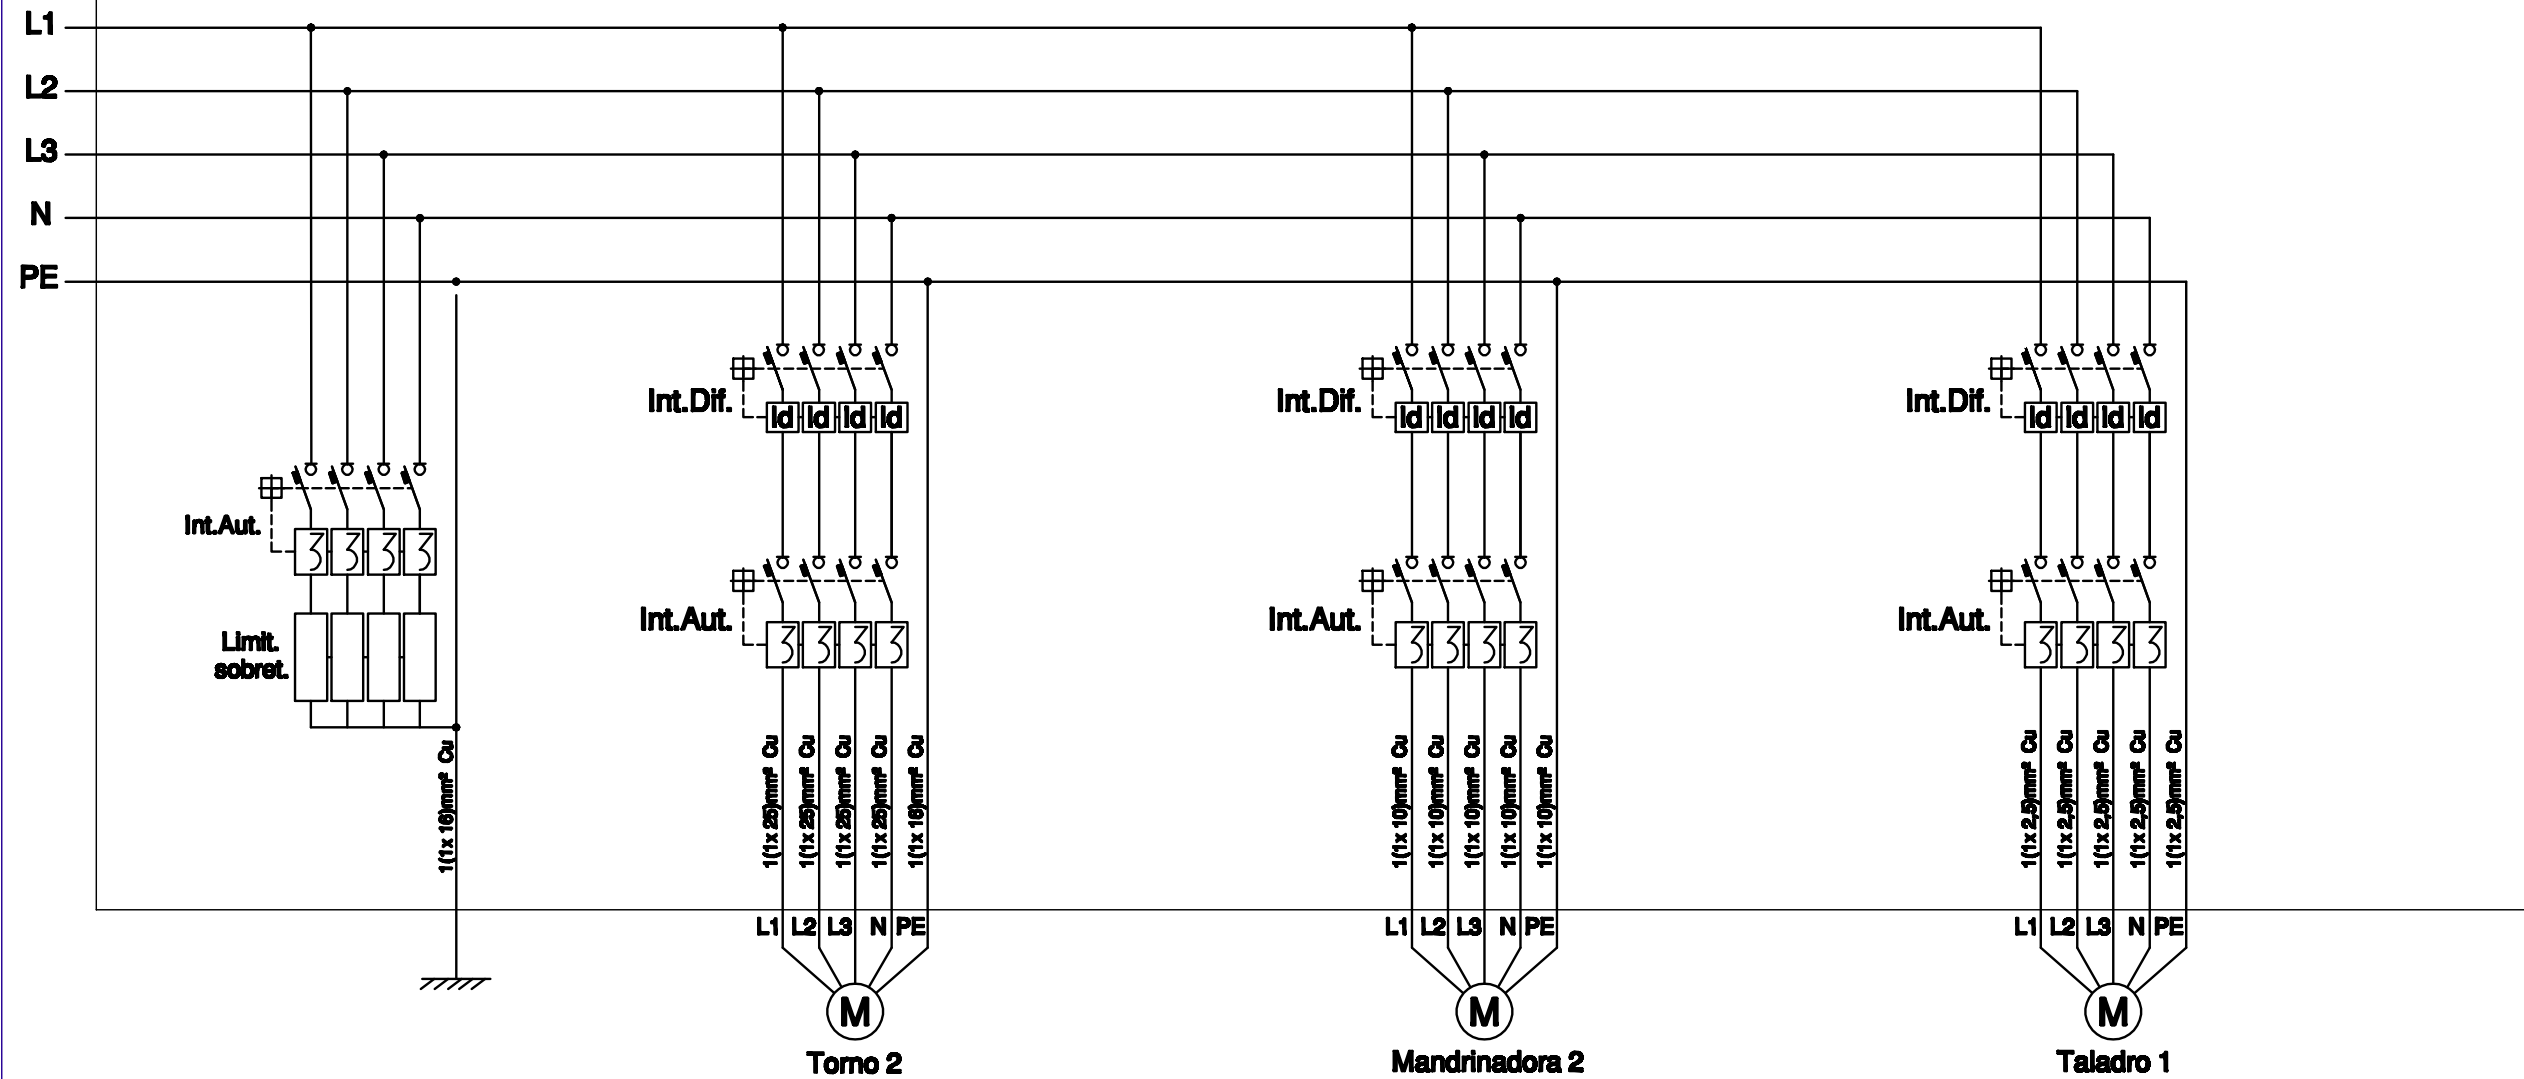 L1
L2
L3
N
PE
Int.Dif.
Id Id Id Id
Int.Dif.
Id Id Id Id
Int.Dif.
Id Id Id Id
Int.Aut.
Int.Aut.
Int.Aut.
Int.Aut.
Limit.
sobret.
1(1x 16)mm² Cu
1(1x 25)mm² Cu
1(1x 25)mm² Cu
1(1x 25)mm² Cu
1(1x 25)mm² Cu
1(1x 16)mm² Cu
1(1x 10)mm² Cu
1(1x 10)mm² Cu
1(1x 10)mm² Cu
1(1x 10)mm² Cu
1(1x 10)mm² Cu
1(1x 2,5)mm² Cu
1(1x 2,5)mm² Cu
1(1x 2,5)mm² Cu
1(1x 2,5)mm² Cu
1(1x 2,5)mm² Cu
L1 L2 L3 N PE
L1 L2 L3 N PE
L1 L2 L3 N PE
M
M
M
Torno 2
Mandrinadora 2
Taladro 1